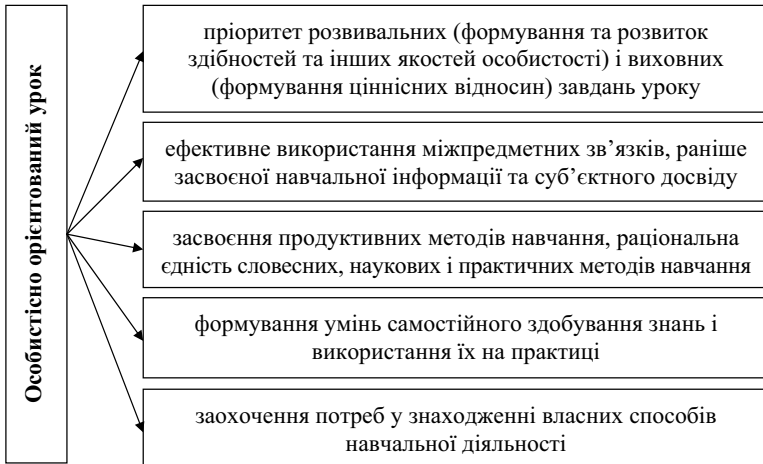 Особистісно орієнтований урок
пріоритет розвивальних (формування та розвиток
здібностей та інших якостей особистості) і виховних
(формування ціннісних відносин) завдань уроку
ефективне використання міжпредметних зв’язків, раніше
засвоєної навчальної інформації та суб’єктного досвіду
засвоєння продуктивних методів навчання, раціональна
єдність словесних, наукових і практичних методів навчання
формування умінь самостійного здобування знань і
використання їх на практиці
заохочення потреб у знаходженні власних способів
навчальної діяльності